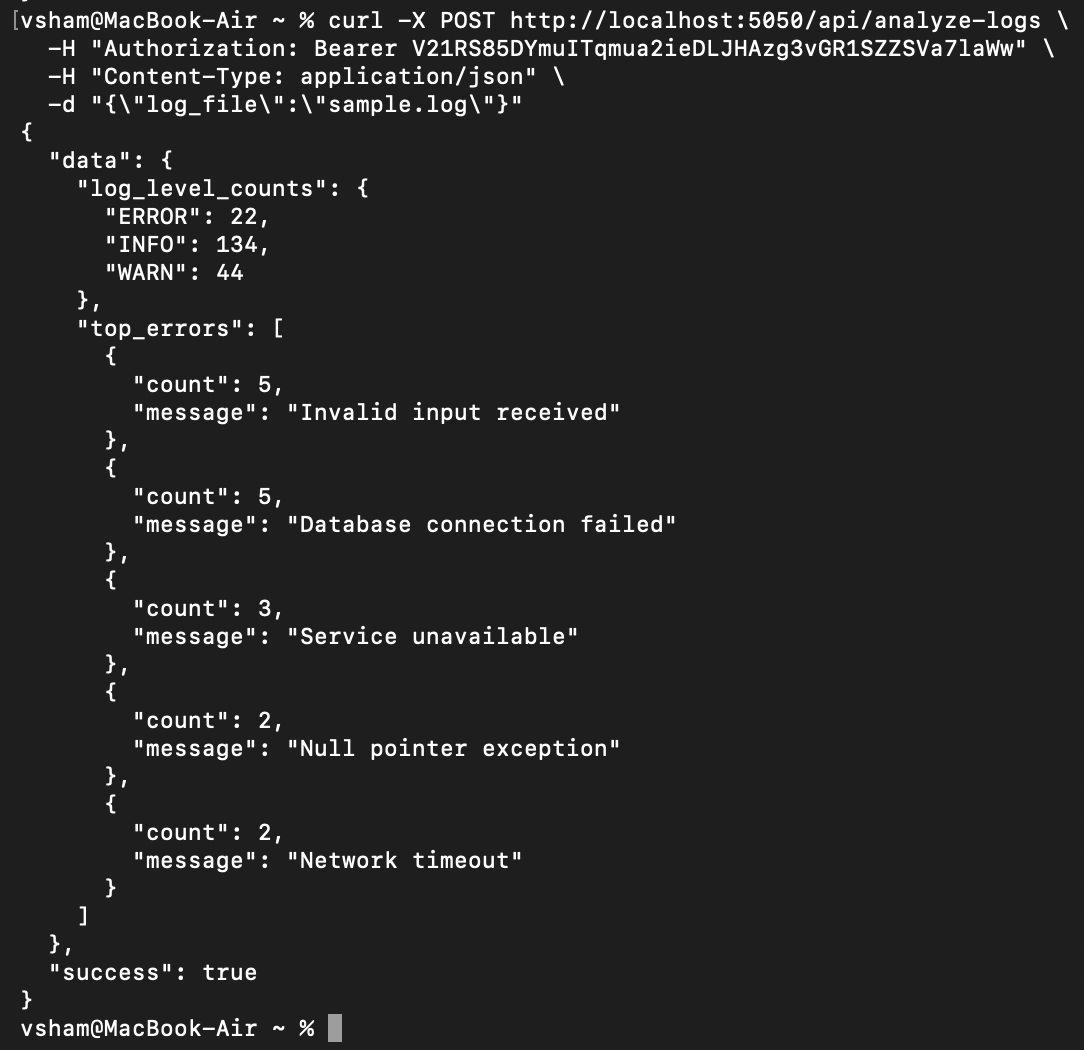 [vsham@MacBook-Air ~ % curl -X POST http://localhost:5050/api/analyze-logs \
  -H "Authorization: Bearer V21RS85DYmuITqmua2ieDLJHAzg3vGR1SZZSVa7laWw" \
  -H "Content-Type: application/json" \
  -d "{\"log_file\":\"sample.log\"}"
{
  "data": {
    "log_level_counts": {
      "ERROR": 22,
      "INFO": 134,
      "WARN": 44
    },
    "top_errors": [
      {
        "count": 5,
        "message": "Invalid input received"
      },
      {
        "count": 5,
        "message": "Database connection failed"
      },
      {
        "count": 3,
        "message": "Service unavailable"
      },
      {
        "count": 2,
        "message": "Null pointer exception"
      },
      {
        "count": 2,
        "message": "Network timeout"
      }
    ]
  },
  "success": true
}
vsham@MacBook-Air ~ %